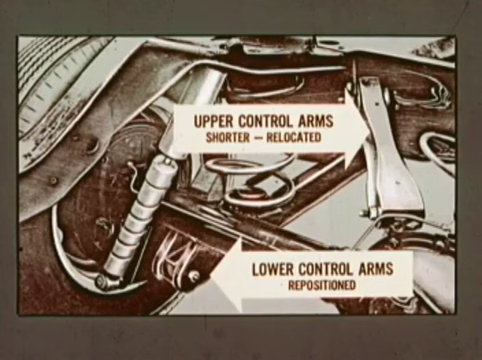 UPPER CONTROL ARMS
SHORTER — RELOCATED
LOWER CONTROL ARMS
REPOSITIONED